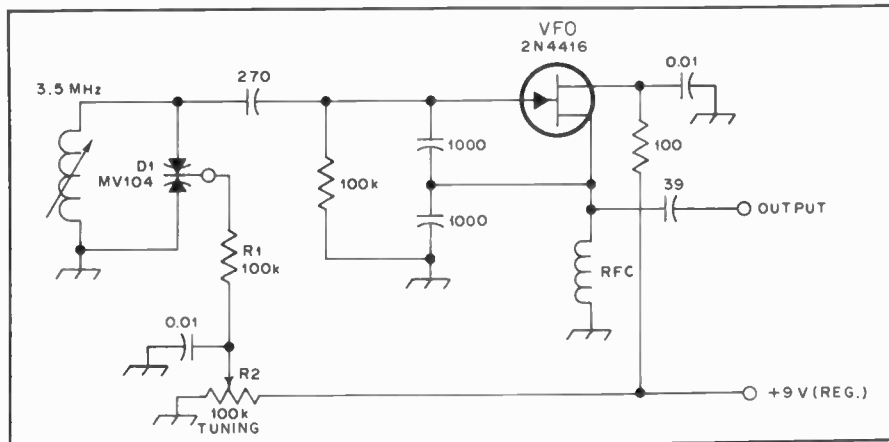 VFO
2N4416
3.5 MHz
270
0.01
D1
MV104
1000
100
100k
1000
39
OUTPUT
R1
100k
RFC
0.01
R2
100k
TUNING
+9 V (REG.)